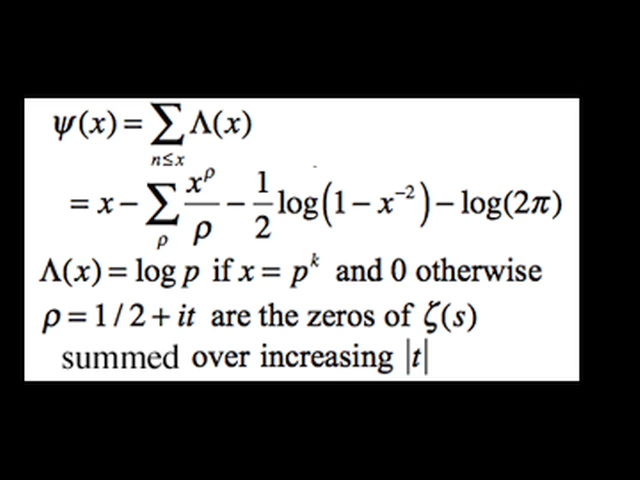 ψ(x) = ∑ Λ(x)
n≤x
= x − ∑ x^ρ/ρ − 1/2 log(1 − x^−2) − log(2π)
ρ
Λ(x) = log p if x = p^k and 0 otherwise
ρ = 1/2 + it are the zeros of ζ(s)
summed over increasing |t|